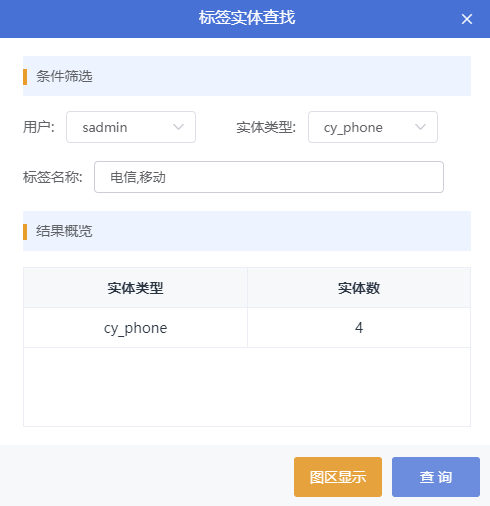 标签实体查找
条件筛选
用户: sadmin 实体类型: cy_phone
标签名称: 电信,移动
结果概览
实体类型 实体数
cy_phone 4
图区显示 查 询